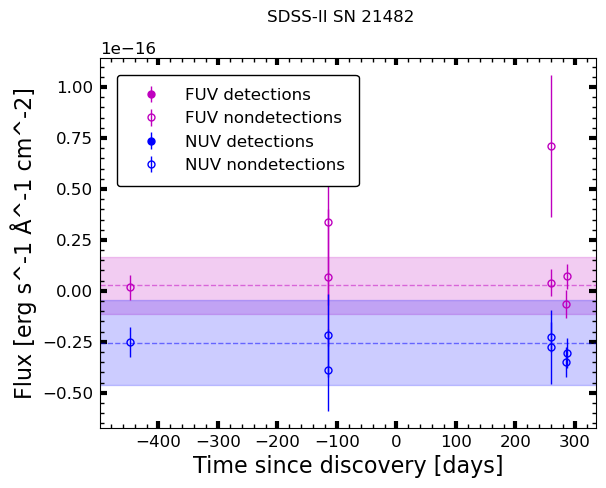 SDSS-II SN 21482
1e−16
FUV detections
FUV nondetections
NUV detections
NUV nondetections
1.00
0.75
0.50
0.25
0.00
−0.25
−0.50
Flux [erg s^-1 Å^-1 cm^-2]
−400 −300 −200 −100 0 100 200 300
Time since discovery [days]